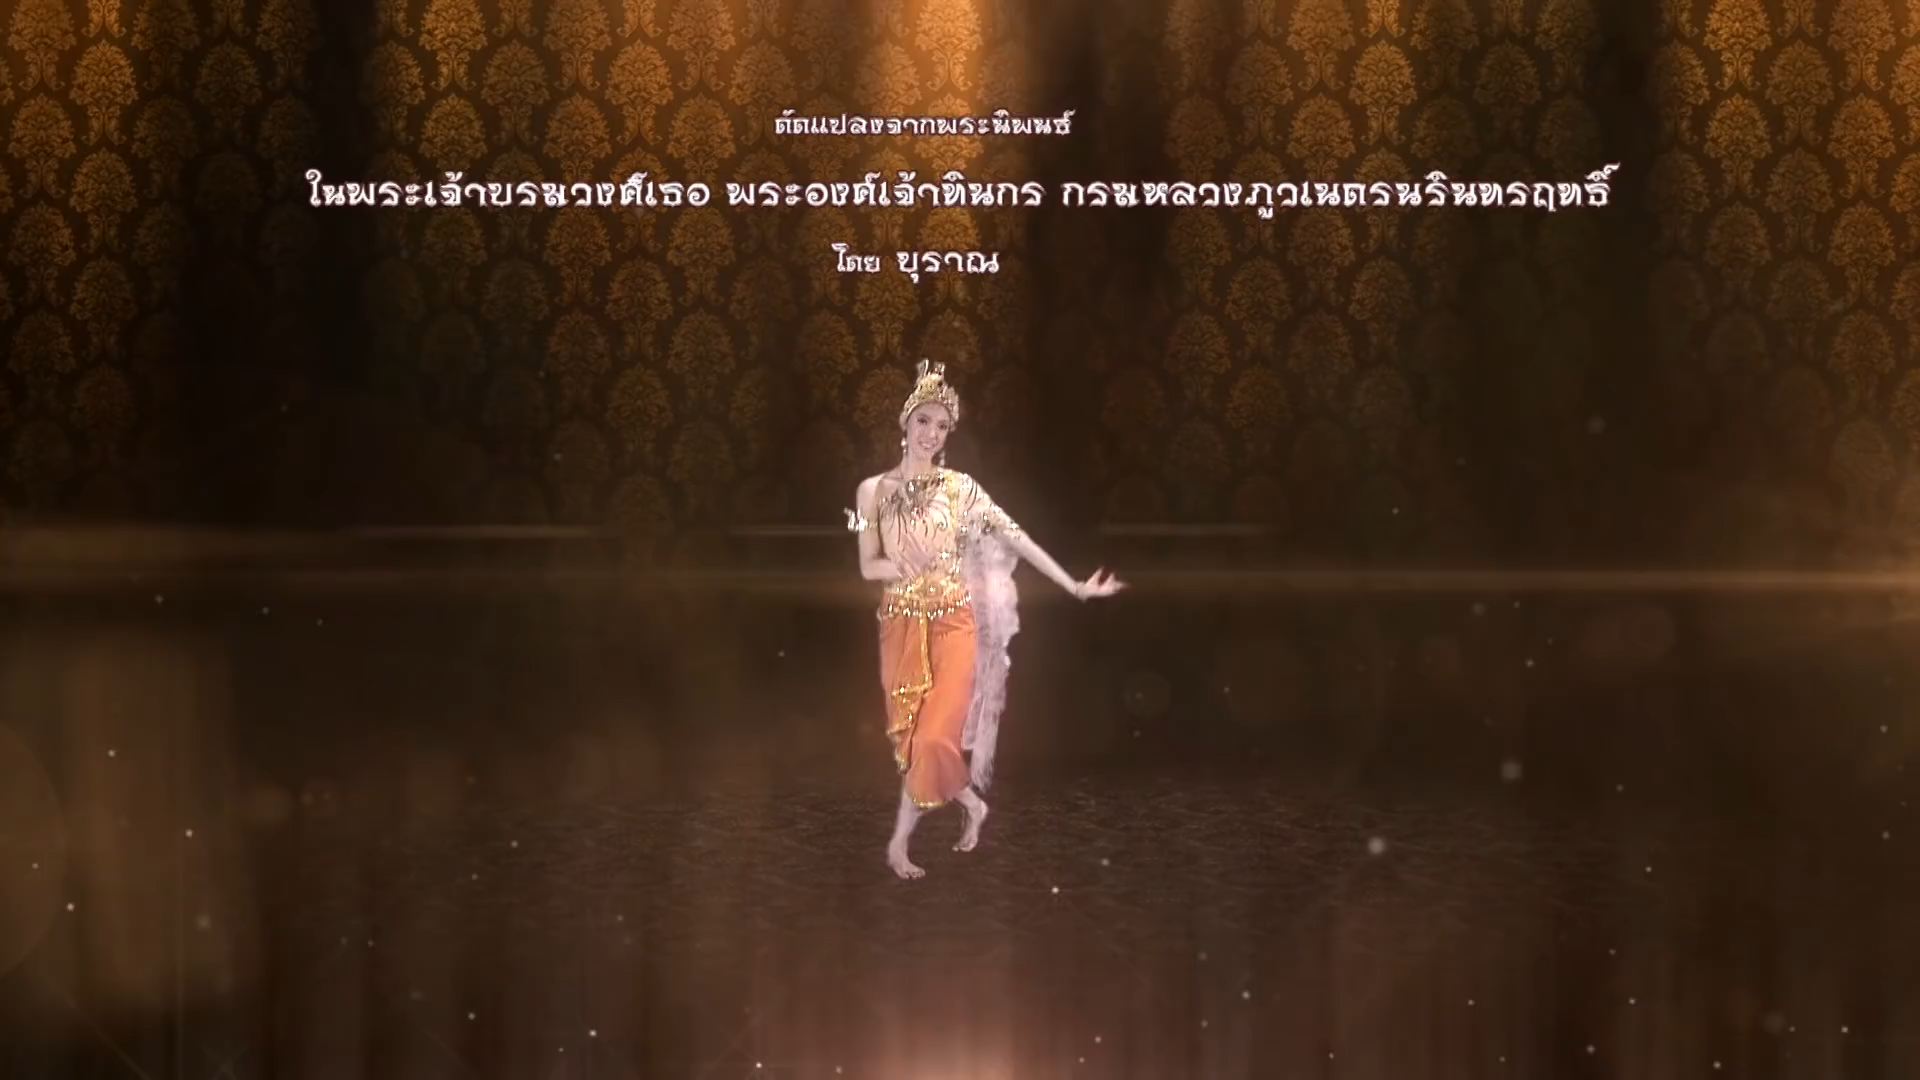 ดัดแปลงจากพระนิพนธ์
ในพระเจ้าบรมวงศ์เธอ พระองค์เจ้าทินกร กรมหลวงภูวเนตรนรินทรฤทธิ์
โดย บุราณ